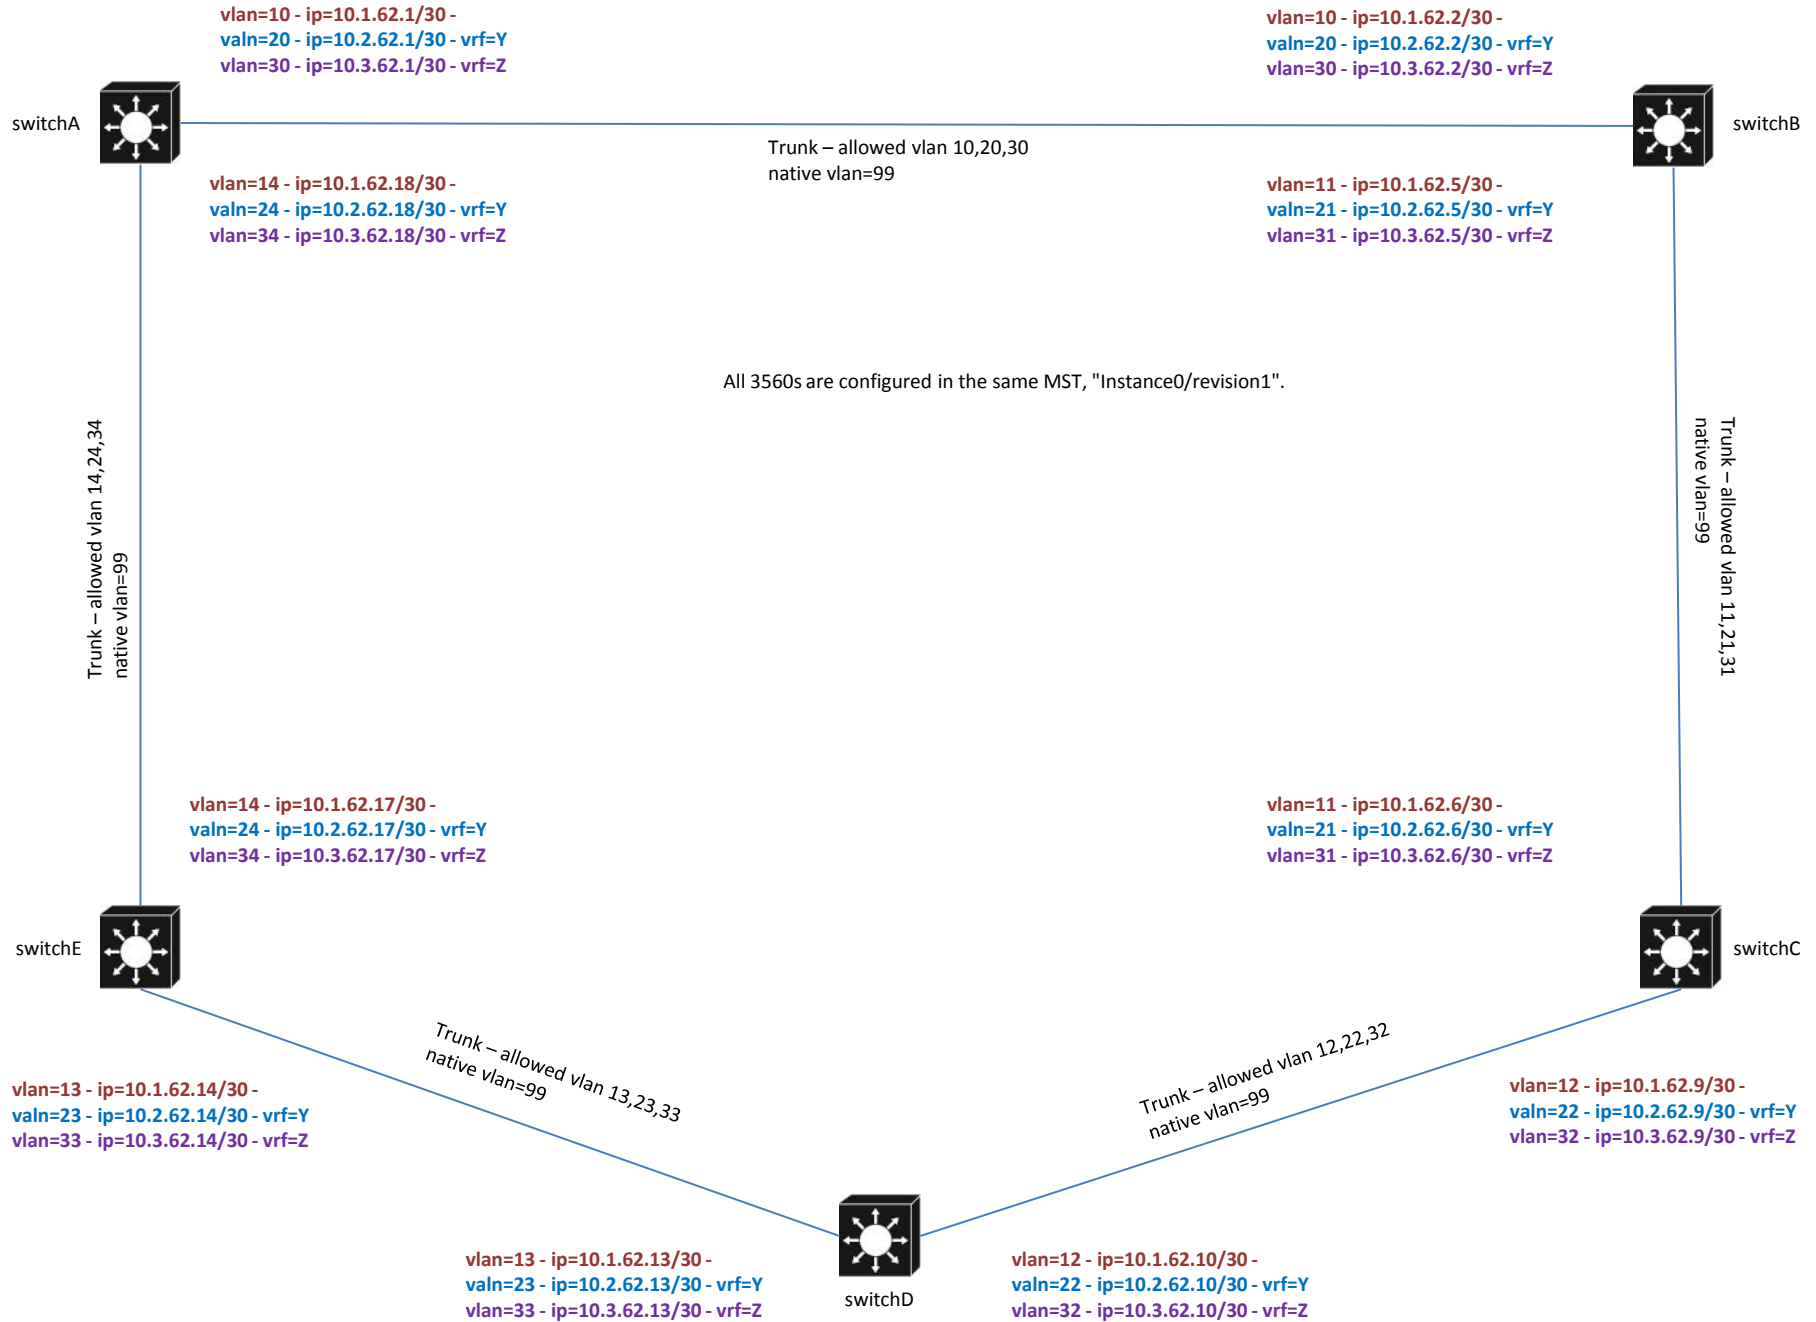 vlan=10 - ip=10.1.62.1/30 -
valn=20 - ip=10.2.62.1/30 - vrf=Y
vlan=30 - ip=10.3.62.1/30 - vrf=Z
vlan=10 - ip=10.1.62.2/30 -
valn=20 - ip=10.2.62.2/30 - vrf=Y
vlan=30 - ip=10.3.62.2/30 - vrf=Z
switchA
switchB
Trunk – allowed vlan 10,20,30
native vlan=99
vlan=14 - ip=10.1.62.18/30 -
valn=24 - ip=10.2.62.18/30 - vrf=Y
vlan=34 - ip=10.3.62.18/30 - vrf=Z
vlan=11 - ip=10.1.62.5/30 -
valn=21 - ip=10.2.62.5/30 - vrf=Y
vlan=31 - ip=10.3.62.5/30 - vrf=Z
All 3560s are configured in the same MST, "Instance0/revision1".
Trunk – allowed vlan 14,24,34
native vlan=99
Trunk – allowed vlan 11,21,31
native vlan=99
vlan=14 - ip=10.1.62.17/30 -
valn=24 - ip=10.2.62.17/30 - vrf=Y
vlan=34 - ip=10.3.62.17/30 - vrf=Z
vlan=11 - ip=10.1.62.6/30 -
valn=21 - ip=10.2.62.6/30 - vrf=Y
vlan=31 - ip=10.3.62.6/30 - vrf=Z
switchE
switchC
Trunk – allowed vlan 13,23,33
native vlan=99
Trunk – allowed vlan 12,22,32
native vlan=99
vlan=13 - ip=10.1.62.14/30 -
valn=23 - ip=10.2.62.14/30 - vrf=Y
vlan=33 - ip=10.3.62.14/30 - vrf=Z
vlan=12 - ip=10.1.62.9/30 -
valn=22 - ip=10.2.62.9/30 - vrf=Y
vlan=32 - ip=10.3.62.9/30 - vrf=Z
vlan=13 - ip=10.1.62.13/30 -
valn=23 - ip=10.2.62.13/30 - vrf=Y
vlan=33 - ip=10.3.62.13/30 - vrf=Z
switchD
vlan=12 - ip=10.1.62.10/30 -
valn=22 - ip=10.2.62.10/30 - vrf=Y
vlan=32 - ip=10.3.62.10/30 - vrf=Z